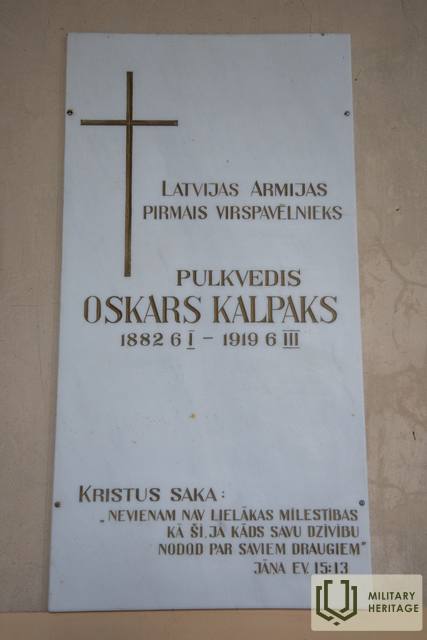 LATVIJAS ARMIJAS
PIRMAIS VIRSPAVĒLNIEKS
PULKVEDIS
OSKARS KALPAKS
1882 6 I – 1919 6 III
KRISTUS SAKA:
„NEVIENAM NAV LIELĀKAS MĪLESTĪBAS
KĀ ŠĪ, JA KĀDS SAVU DZĪVĪBU
NODOD PAR SAVIEM DRAUGIEM"
JĀŅA EV. 15:13
MILITARY
HERITAGE